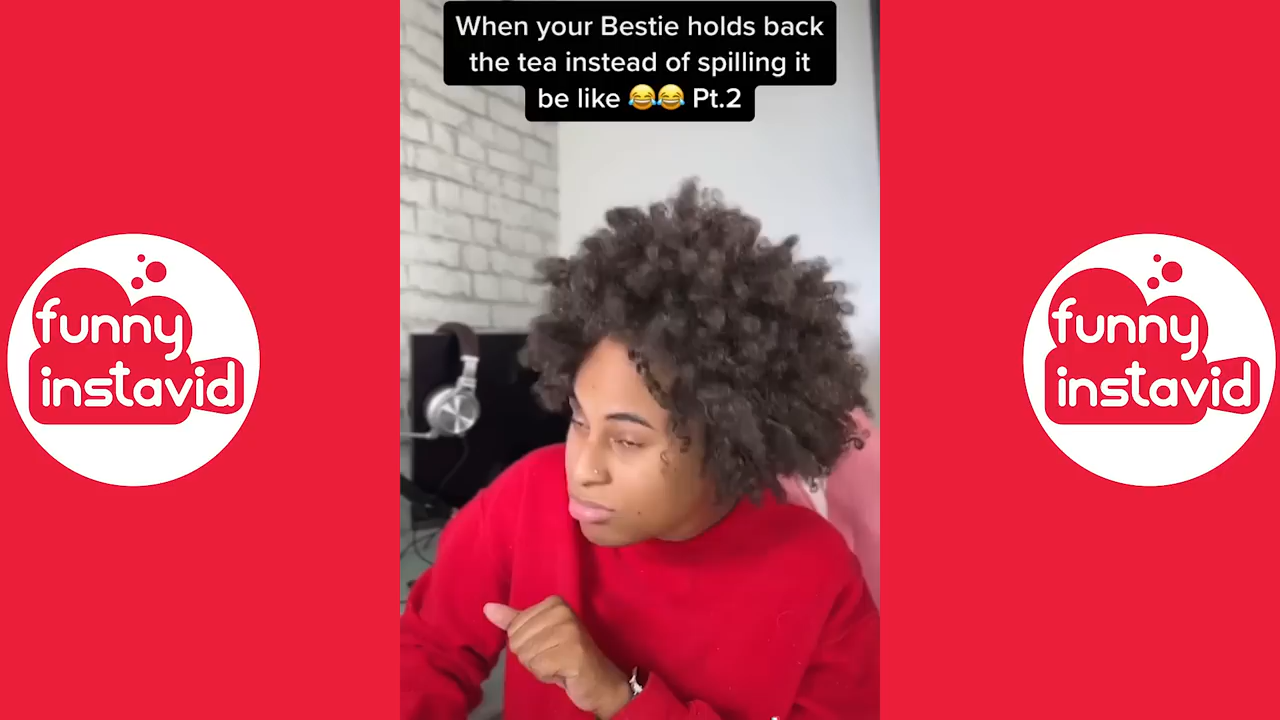 When your Bestie holds back
the tea instead of spilling it
be like 😂😂 Pt.2
funny
instavid
funny
instavid